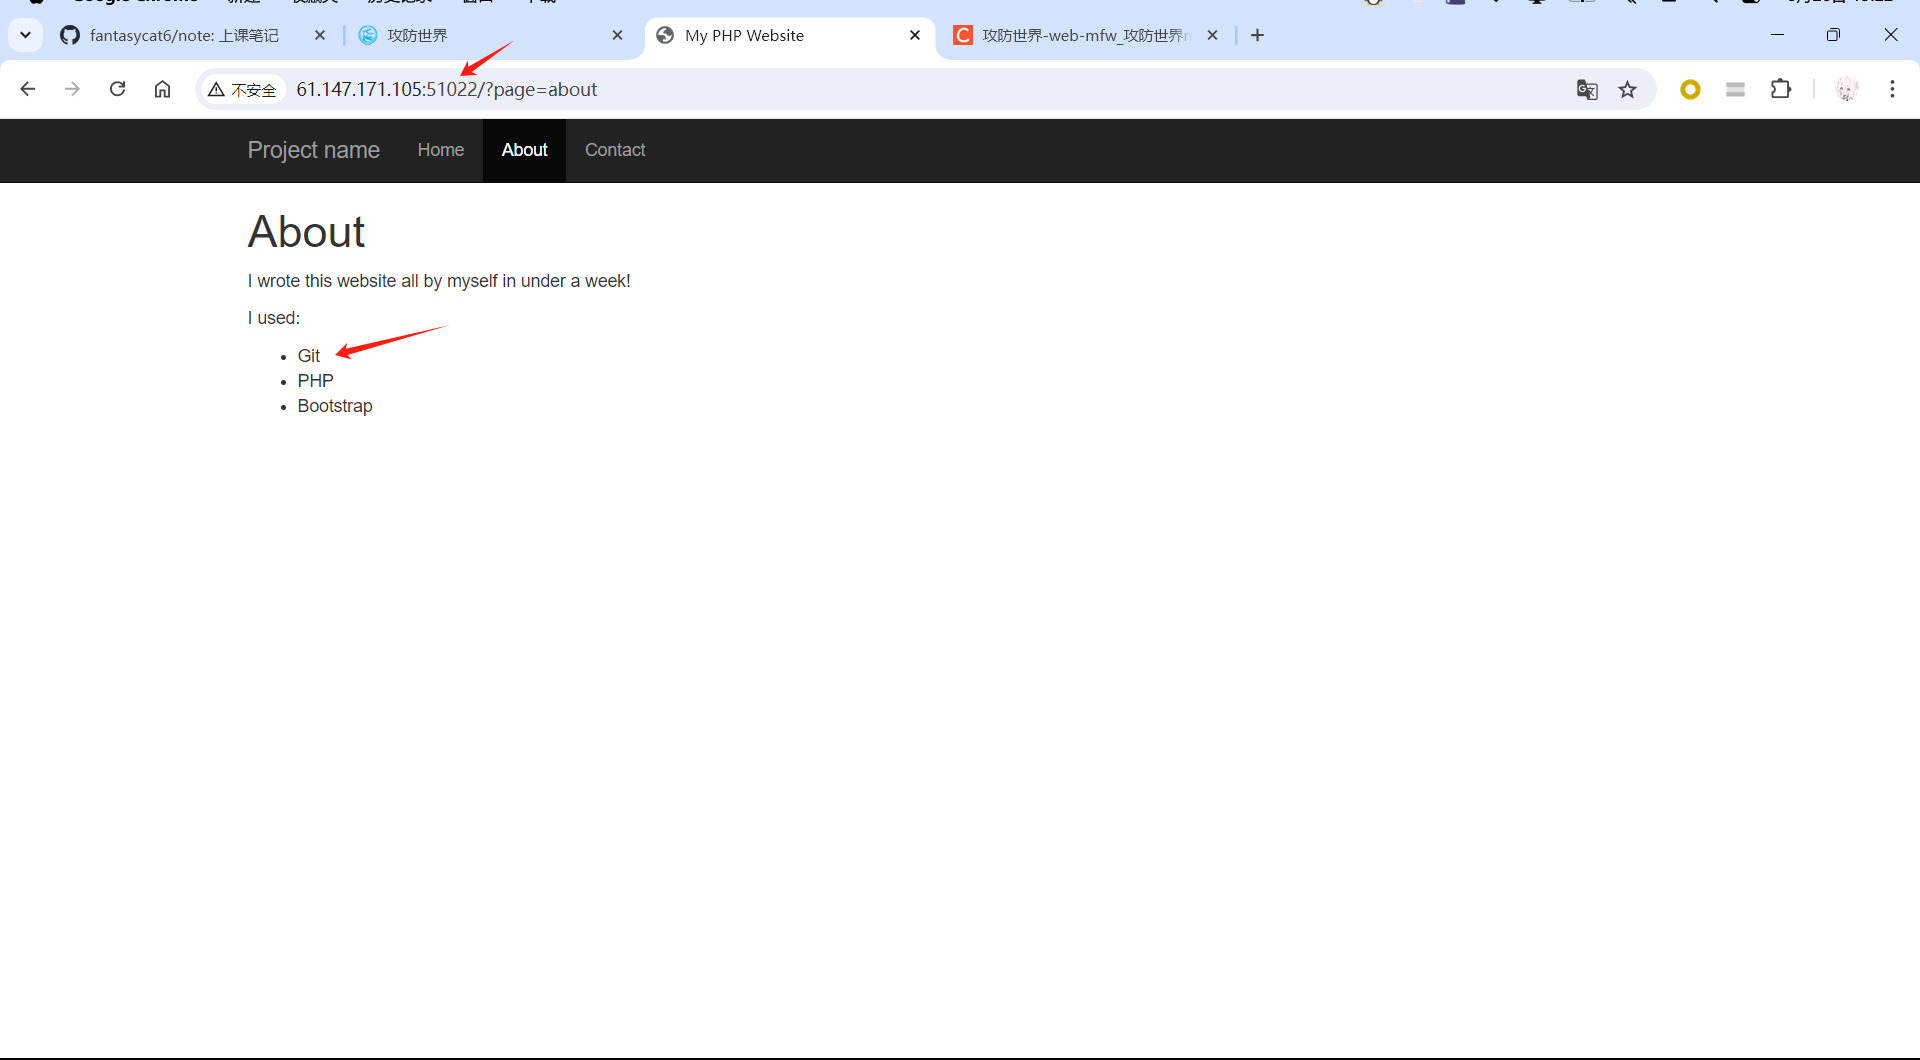 fantasycat6/note: 上课笔记
攻防世界
My PHP Website
攻防世界-web-mfw_攻防世界
不安全
61.147.171.105:51022/?page=about
Project name
Home
About
Contact
About
I wrote this website all by myself in under a week!
I used:
Git
PHP
Bootstrap